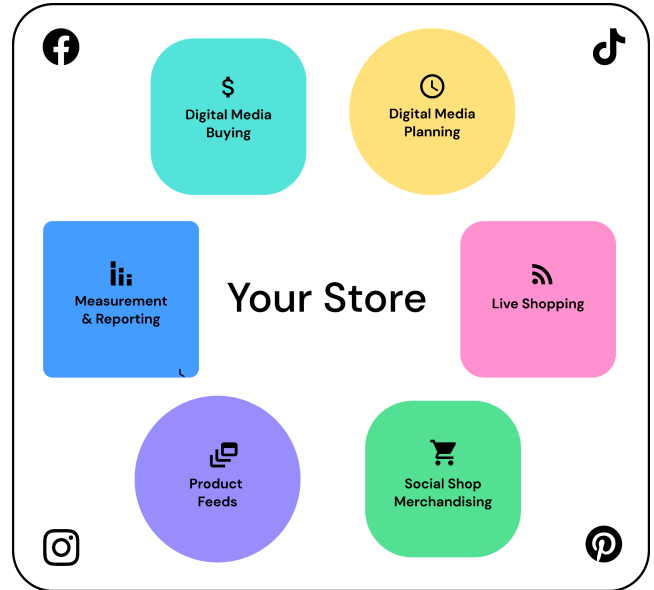 Digital Media
Buying
Digital Media
Planning
Measurement
& Reporting
Your Store
Live Shopping
Product
Feeds
Social Shop
Merchandising